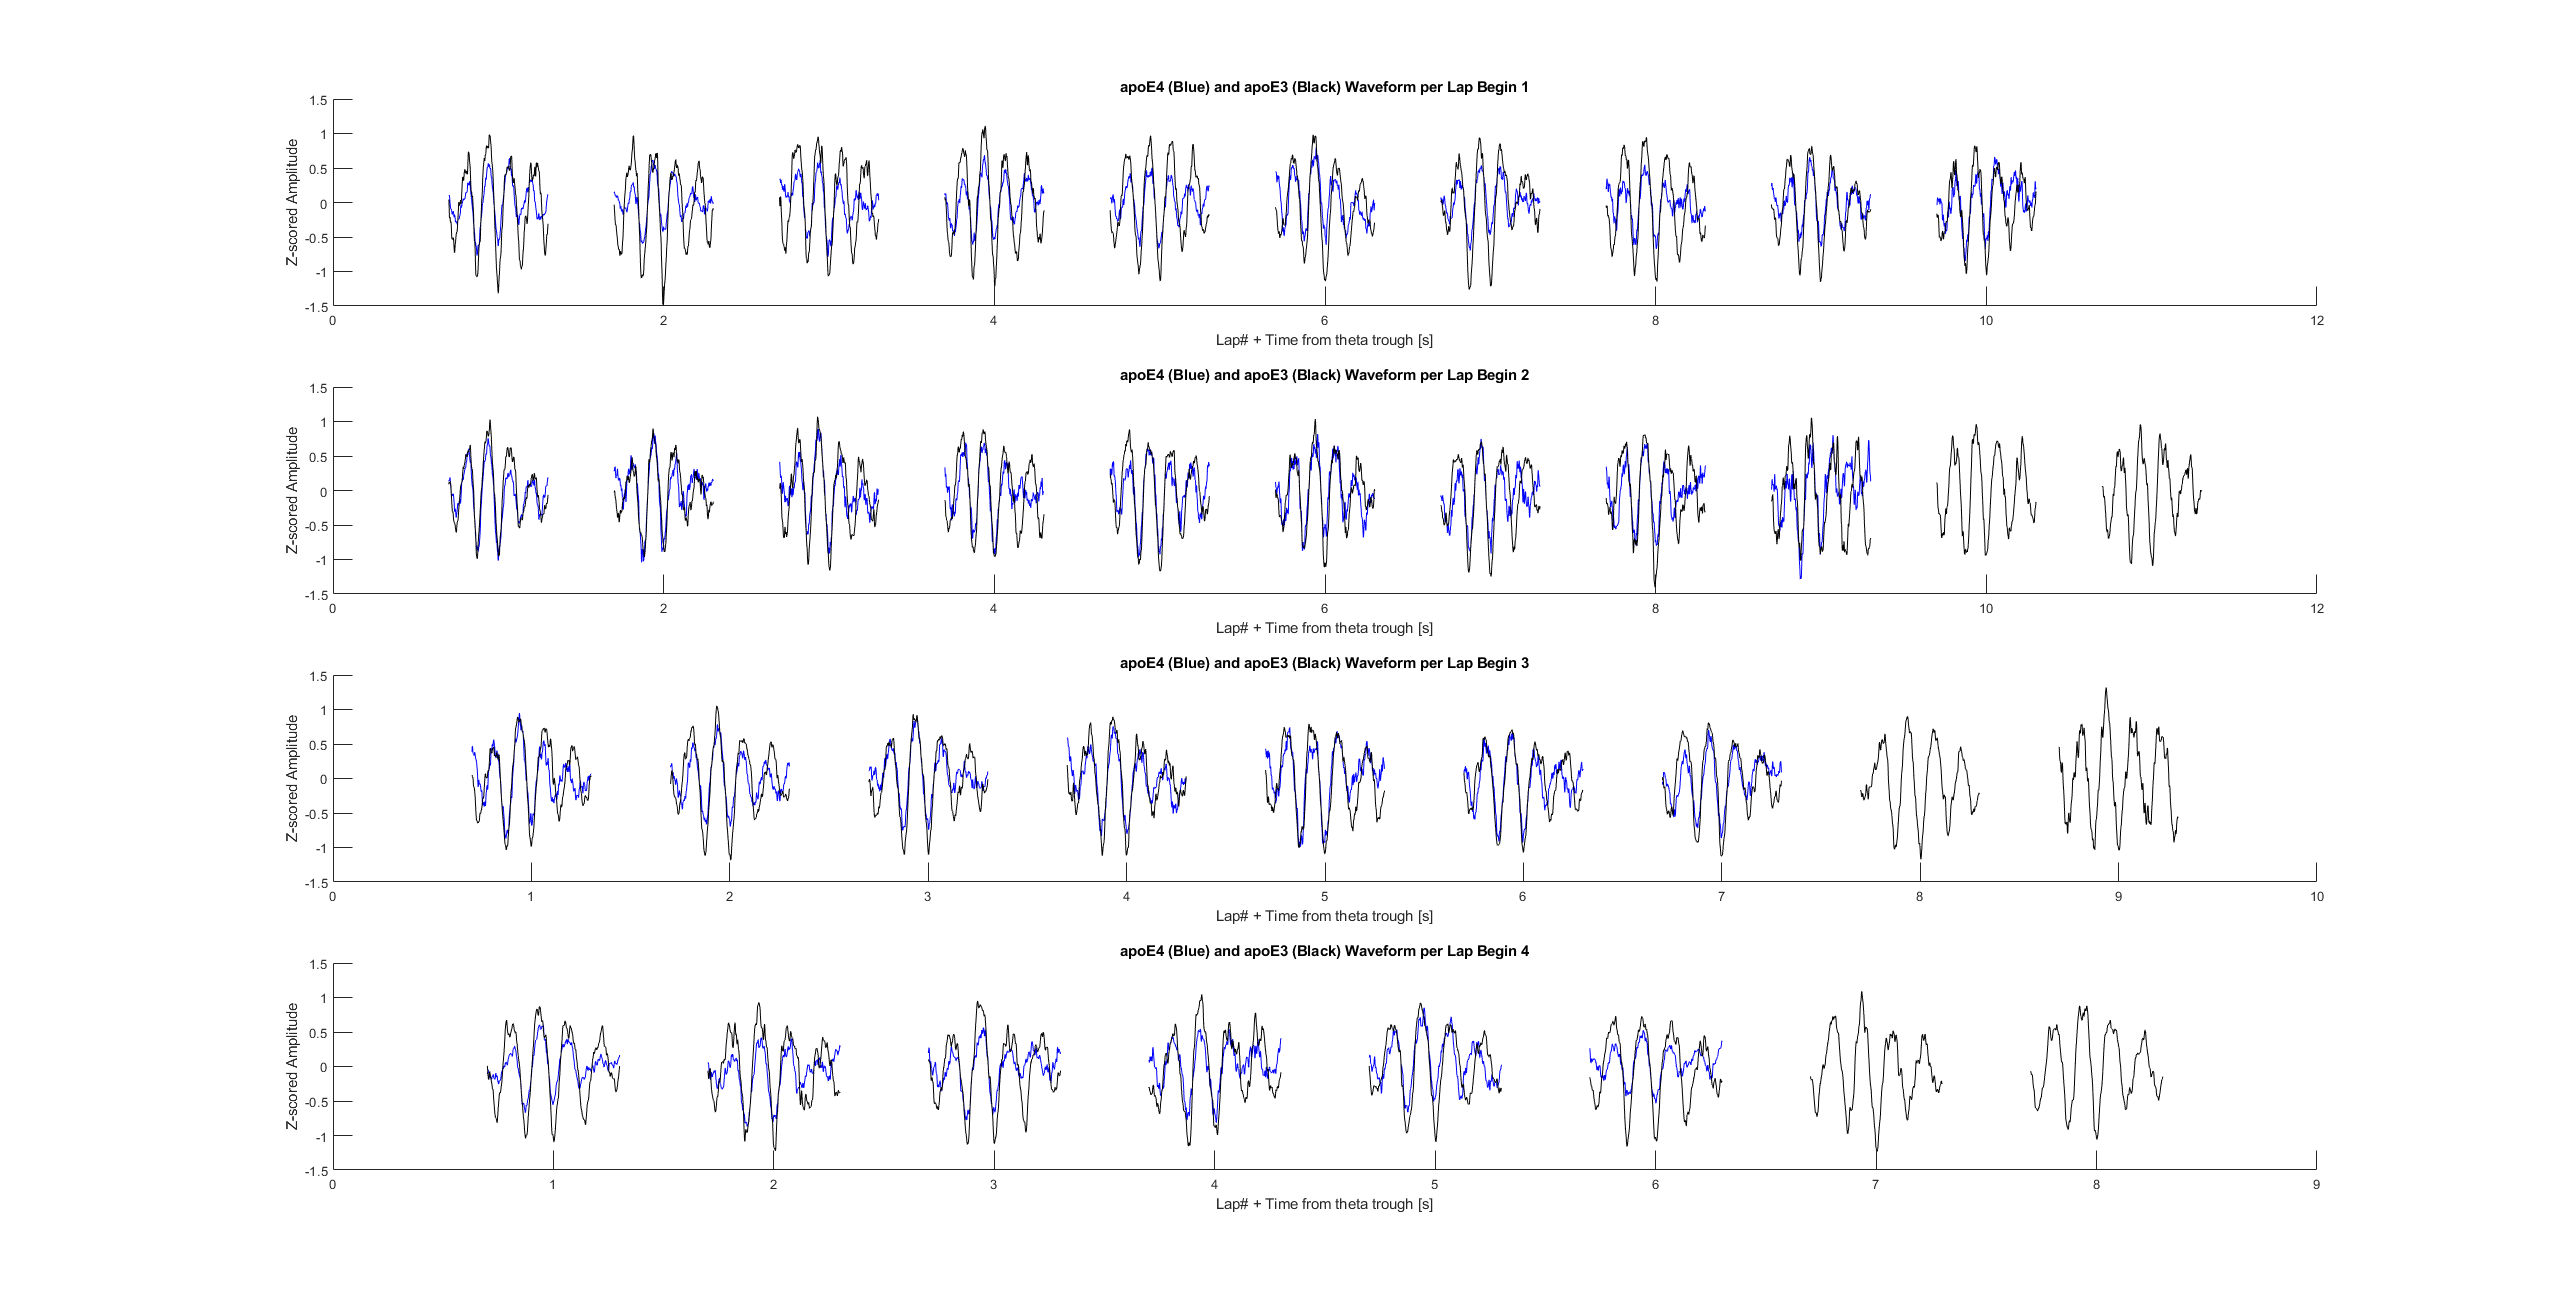 apoE4 (Blue) and apoE3 (Black) Waveform per Lap Begin 1
1.5
1
0.5
0
-0.5
-1
-1.5
Z-scored Amplitude
0 2 4 6 8 10 12
Lap# + Time from theta trough [s]
apoE4 (Blue) and apoE3 (Black) Waveform per Lap Begin 2
1.5
1
0.5
0
-0.5
-1
-1.5
Z-scored Amplitude
0 2 4 6 8 10 12
Lap# + Time from theta trough [s]
apoE4 (Blue) and apoE3 (Black) Waveform per Lap Begin 3
1.5
1
0.5
0
-0.5
-1
-1.5
Z-scored Amplitude
0 1 2 3 4 5 6 7 8 9 10
Lap# + Time from theta trough [s]
apoE4 (Blue) and apoE3 (Black) Waveform per Lap Begin 4
1.5
1
0.5
0
-0.5
-1
-1.5
Z-scored Amplitude
0 1 2 3 4 5 6 7 8 9
Lap# + Time from theta trough [s]